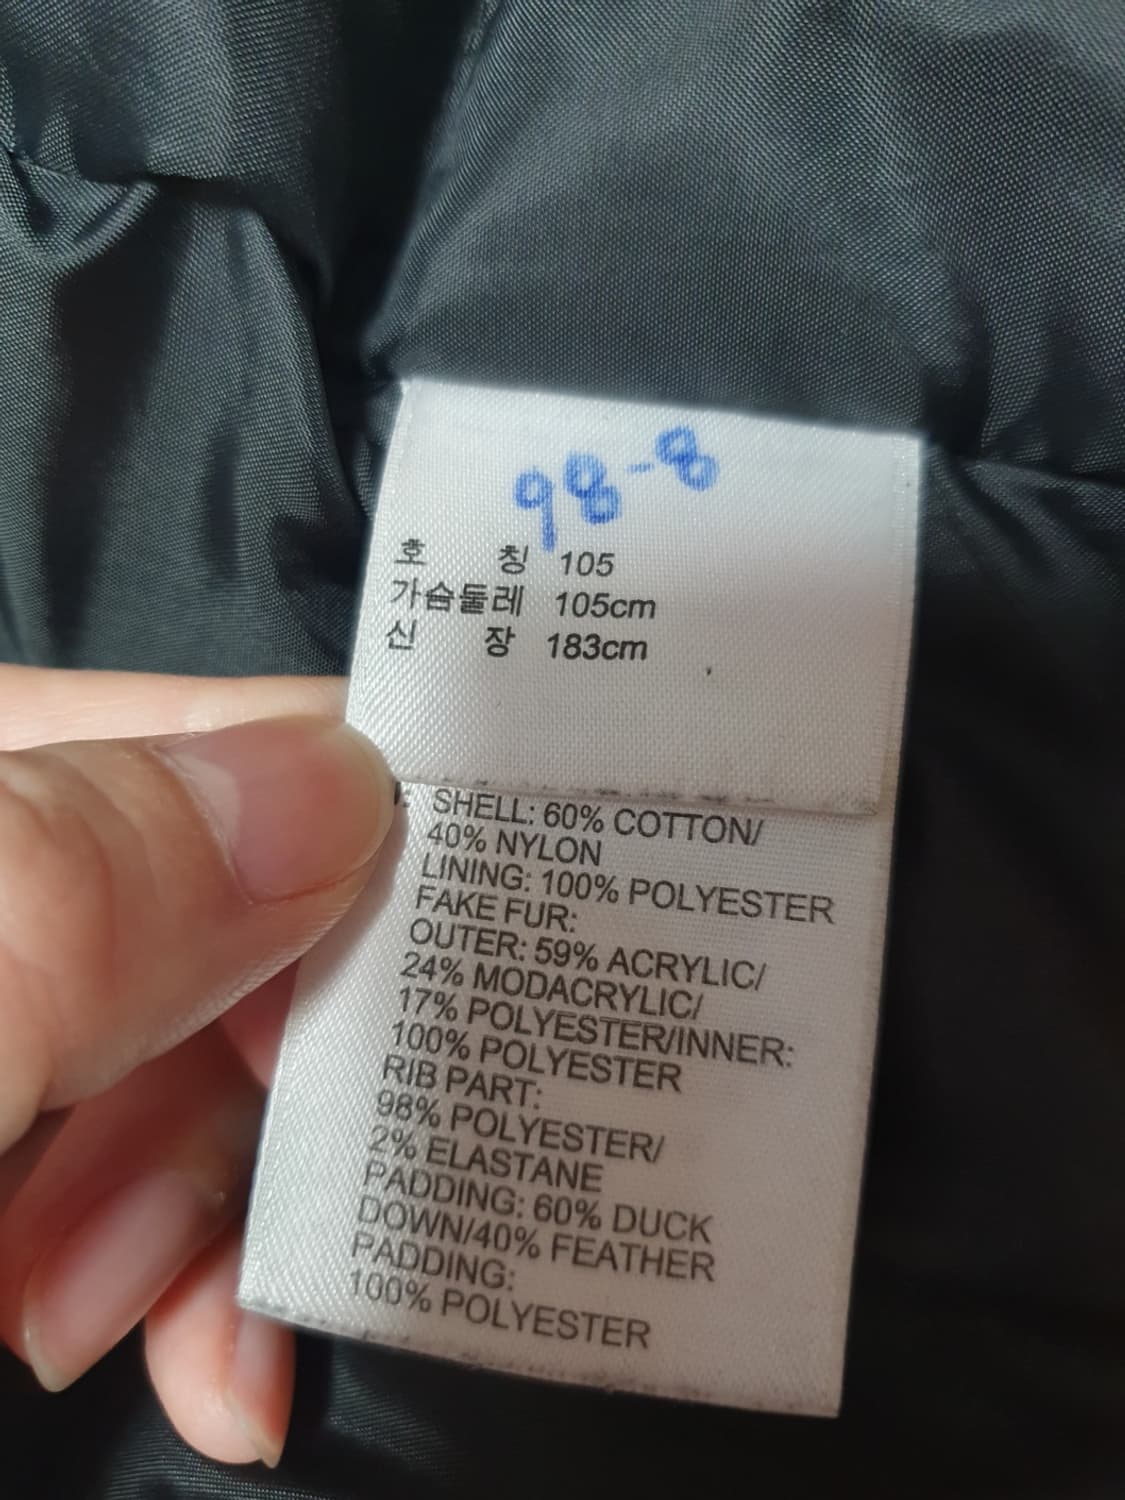 98-8
호 칭 105
가슴둘레 105cm
신 장 183cm
SHELL: 60% COTTON/
40% NYLON
LINING: 100% POLYESTER
FAKE FUR:
OUTER: 59% ACRYLIC/
24% MODACRYLIC/
17% POLYESTER/INNER:
100% POLYESTER
RIB PART:
98% POLYESTER/
2% ELASTANE
PADDING: 60% DUCK
DOWN/40% FEATHER
PADDING:
100% POLYESTER